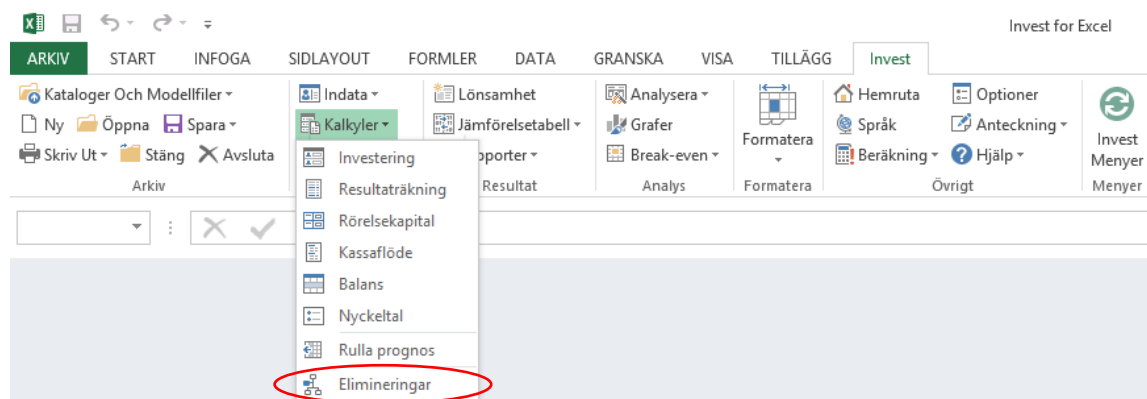 Invest for Excel
ARKIV START INFOGA SIDLAYOUT FORMLER DATA GRANSKA VISA TILLÄGG Invest
Kataloger Och Modellfiler Indata Lönsamhet Analysera Hemruta Optioner
Ny Öppna Spara Kalkyler Jämförelsetabell Grafer Formatera Språk Anteckning Invest Menyer
Skriv Ut Stäng Avsluta pporter Break-even Beräkning Hjälp
Arkiv Resultat Analys Formatera Övrigt Menyer
Investering
Resultaträkning
Rörelsekapital
Kassaflöde
Balans
Nyckeltal
Rulla prognos
Elimineringar